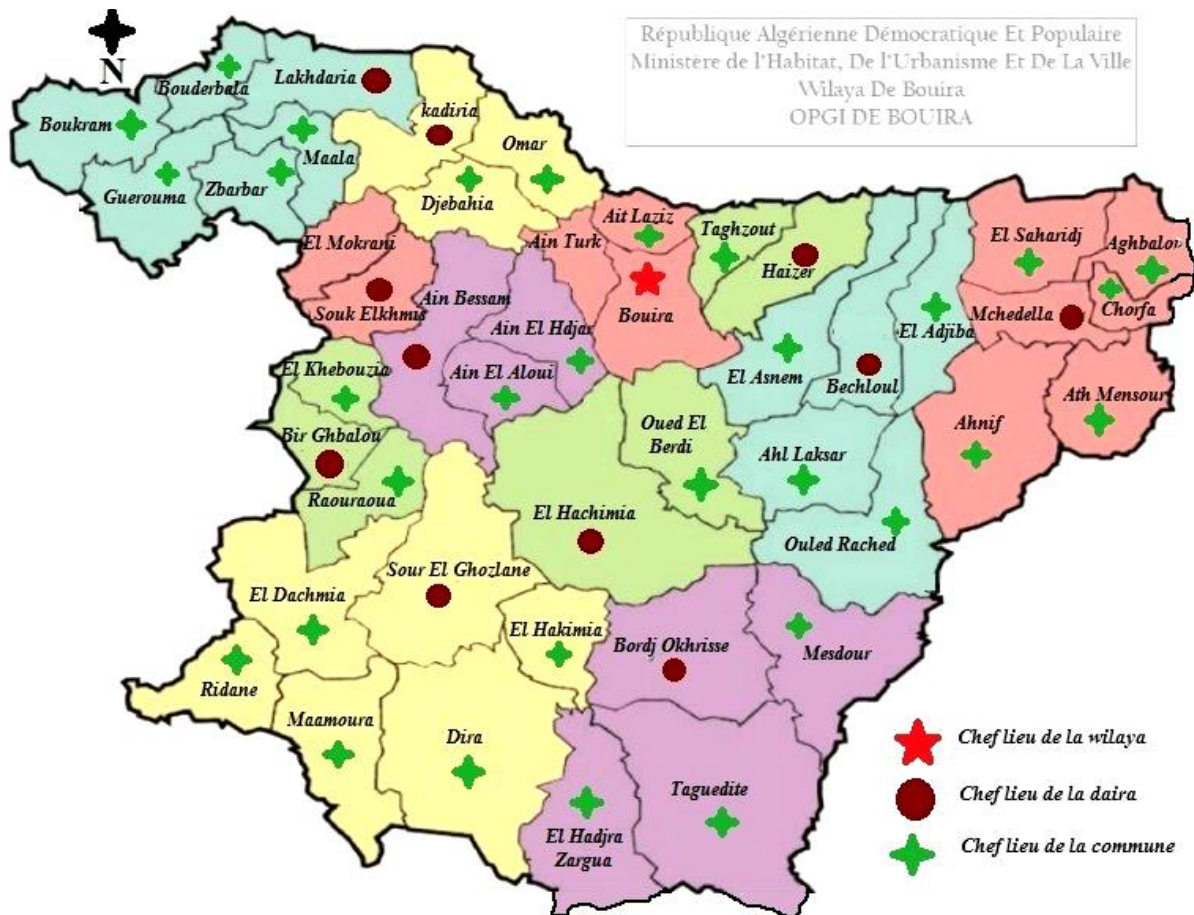 République Algérienne Démocratique Et Populaire
Ministère de l'Habitat, De l'Urbanisme Et De La Ville
Wilaya De Bouira
OPGI DE BOUIRA
N
Bouderbala
Lakhdaria
Boukram
kadiria
Omar
Maala
Guerouma
Zbarbar
Djebahia
Ait Laziz
Taghzout
El Mokrani
Ain Turk
Haizer
El Saharidj
Aghbalou
Souk Elkhmis
Ain Bessam
Bouira
Mchedella
Chorfa
Ain El Hdjar
El Adjiba
El Khebouzia
Ain El Aloui
El Asnem
Bechloul
Ath Mensour
Bir Ghbalou
Oued El
Berdi
Ahnif
Ahl Laksar
Raouraoua
El Hachimia
Ouled Rached
Sour El Ghozlane
El Dachmia
El Hakimia
Bordj Okhrisse
Mesdour
Ridane
Maamoura
Dira
Taguedite
El Hadjra
Zargua
Chef lieu de la wilaya
Chef lieu de la daira
Chef lieu de la commune